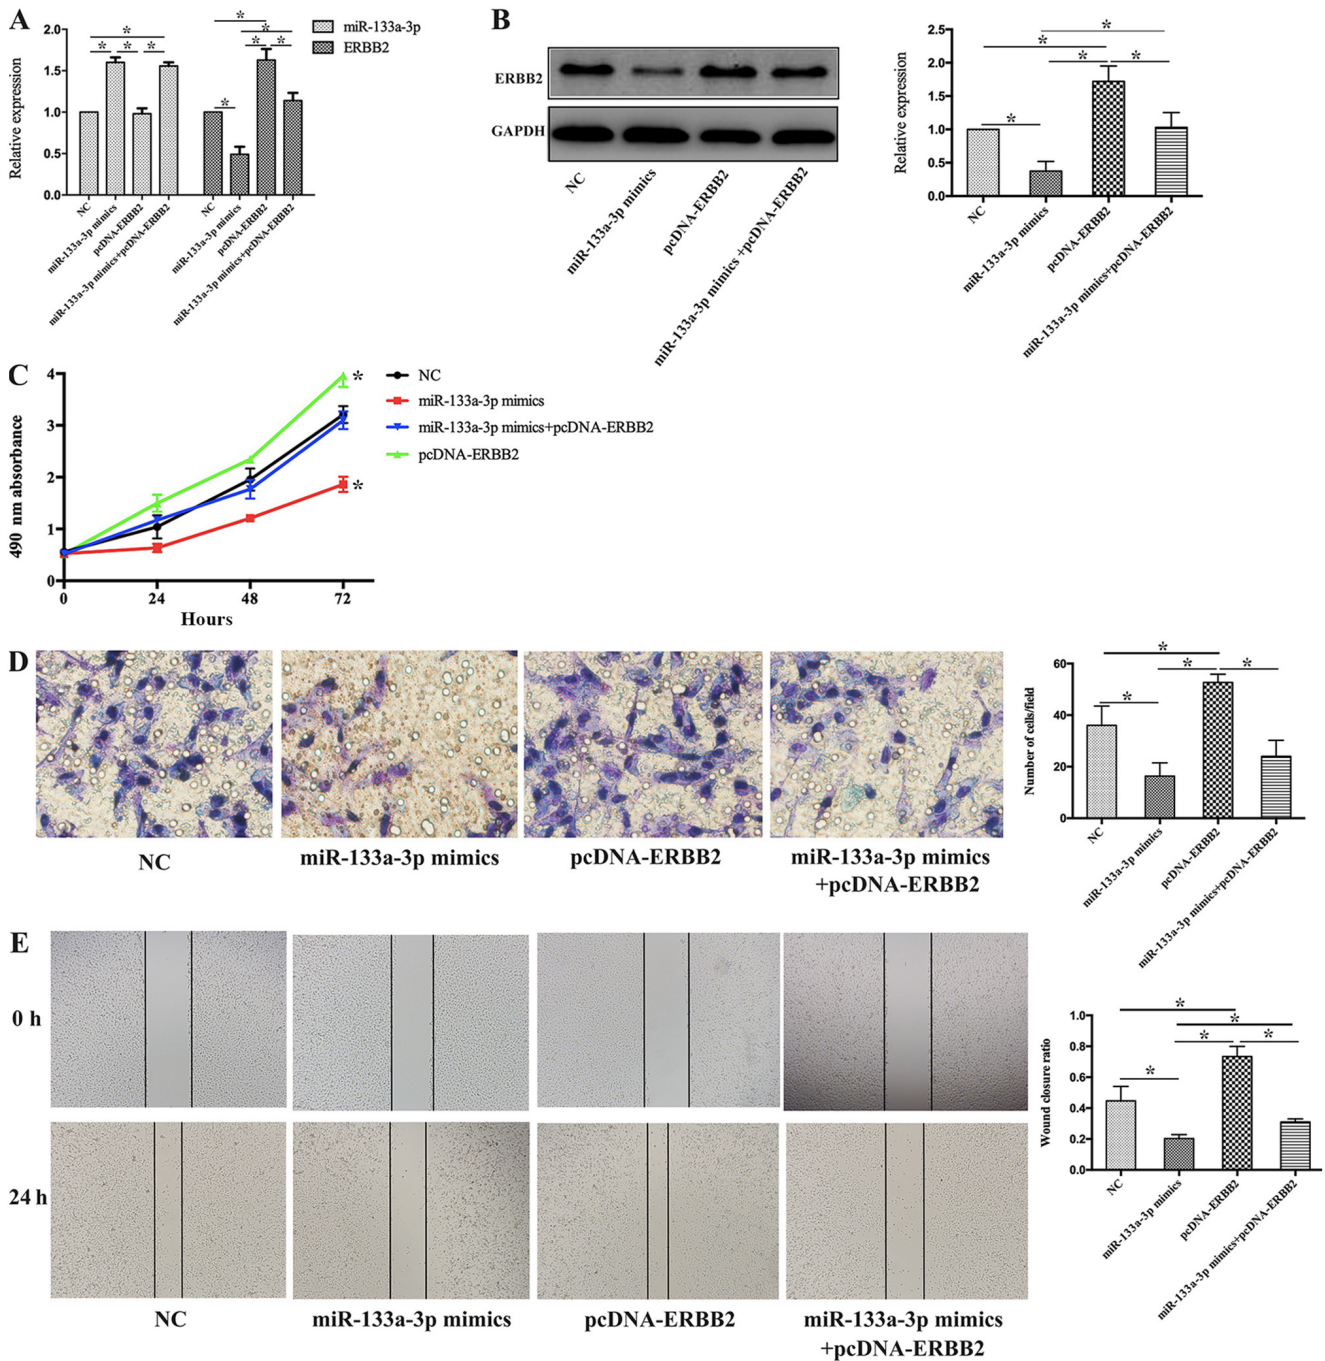 A
2.0
1.5
1.0
0.5
0.0
Relative expression
miR-133a-3p
ERBB2
* * * *
* * * * *
NC
miR-133a-3p mimics
pcDNA-ERBB2
miR-133a-3p mimics+pcDNA-ERBB2
NC
miR-133a-3p mimics
pcDNA-ERBB2
miR-133a-3p mimics+pcDNA-ERBB2
B
ERBB2
GAPDH
NC
miR-133a-3p mimics
pcDNA-ERBB2
miR-133a-3p mimics +pcDNA-ERBB2
Relative expression
2.5
2.0
1.5
1.0
0.5
0.0
* * * * *
NC
miR-133a-3p mimics
pcDNA-ERBB2
miR-133a-3p mimics+pcDNA-ERBB2
C
490 nm absorbance
4
3
2
1
0
0 24 48 72
Hours
*
*
NC
miR-133a-3p mimics
miR-133a-3p mimics+pcDNA-ERBB2
pcDNA-ERBB2
D
NC
miR-133a-3p mimics
pcDNA-ERBB2
miR-133a-3p mimics
+pcDNA-ERBB2
Number of cells/field
60
40
20
0
* * * *
NC
miR-133a-3p mimics
pcDNA-ERBB2
miR-133a-3p mimics+pcDNA-ERBB2
E
0 h
24 h
NC
miR-133a-3p mimics
pcDNA-ERBB2
miR-133a-3p mimics
+pcDNA-ERBB2
Wound closure ratio
1.0
0.8
0.6
0.4
0.2
0.0
* * * * *
NC
miR-133a-3p mimics
pcDNA-ERBB2
miR-133a-3p mimics+pcDNA-ERBB2